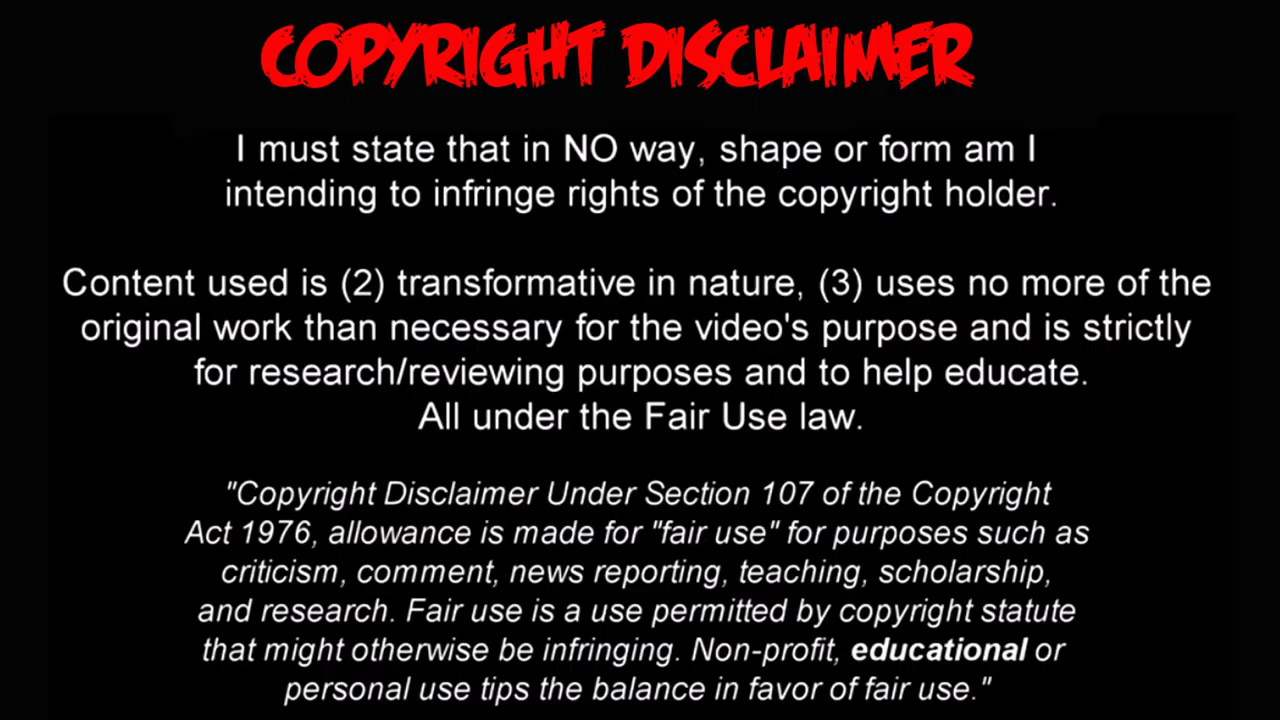 COPYRIGHT DISCLAIMER
I must state that in NO way, shape or form am I
intending to infringe rights of the copyright holder.
Content used is (2) transformative in nature, (3) uses no more of the
original work than necessary for the video's purpose and is strictly
for research/reviewing purposes and to help educate.
All under the Fair Use law.
"Copyright Disclaimer Under Section 107 of the Copyright
Act 1976, allowance is made for "fair use" for purposes such as
criticism, comment, news reporting, teaching, scholarship,
and research. Fair use is a use permitted by copyright statute
that might otherwise be infringing. Non-profit, educational or
personal use tips the balance in favor of fair use."